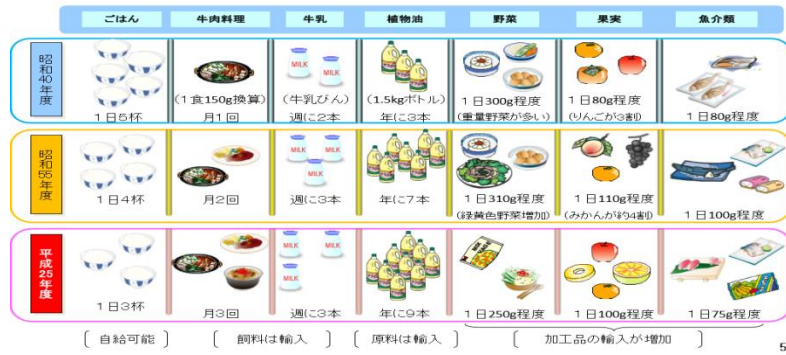 ごはん 牛肉料理 牛乳 植物油 野菜 果実 魚介類
昭和40年度
MILK MILK
(1食150g換算) (牛乳びん) (1.5kgボトル) 1日300g程度 1日80g程度
1日5杯 月1回 週に2本 年に3本 (重量野菜が多い) (りんごが3割) 1日80g程度
昭和55年度
MILK MILK
MILK
1日4杯 月2回 週に3本 年に7本 1日310g程度 1日110g程度 1日100g程度
(緑黄色野菜増加) (みかんが約4割)
平成25年度
MILK MILK
MILK
1日3杯 月3回 週に3本 年に9本 1日250g程度 1日100g程度 1日75g程度
自給可能 飼料は輸入 原料は輸入 加工品の輸入が増加
5